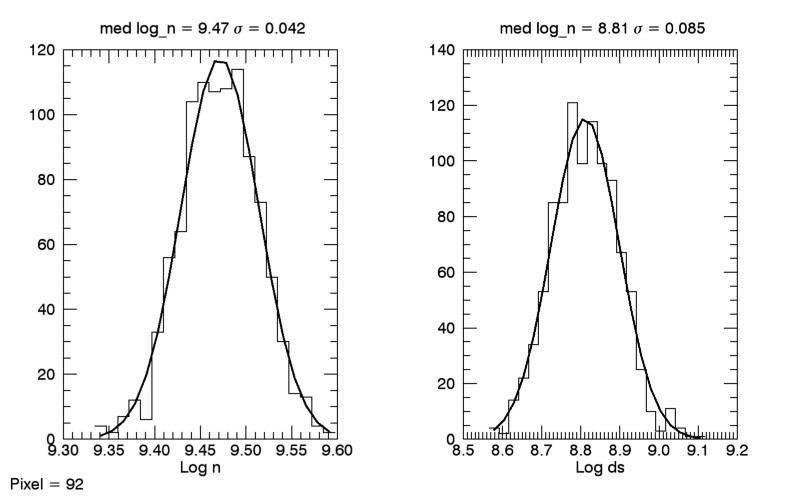 med log_n = 9.47 σ = 0.042
120
100
80
60
40
20
0
9.30 9.35 9.40 9.45 9.50 9.55 9.60
Log n
med log_n = 8.81 σ = 0.085
140
120
100
80
60
40
20
0
8.5 8.6 8.7 8.8 8.9 9.0 9.1 9.2
Log ds
Pixel = 92